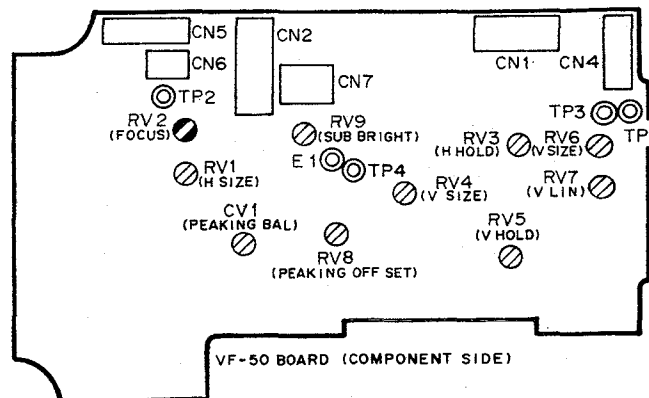 CN5
CN2
CN6
CN7
CN1
CN4
TP2
TP3
TP
RV2
(FOCUS)
RV9
(SUB BRIGHT)
RV3
(H HOLD)
RV6
(V SIZE)
E1
TP4
RV1
(H SIZE)
RV4
(V SIZE)
RV7
(V LIN)
CV1
(PEAKING BAL)
RV5
(V HOLD)
RV8
(PEAKING OFF SET)
VF-50 BOARD (COMPONENT SIDE)